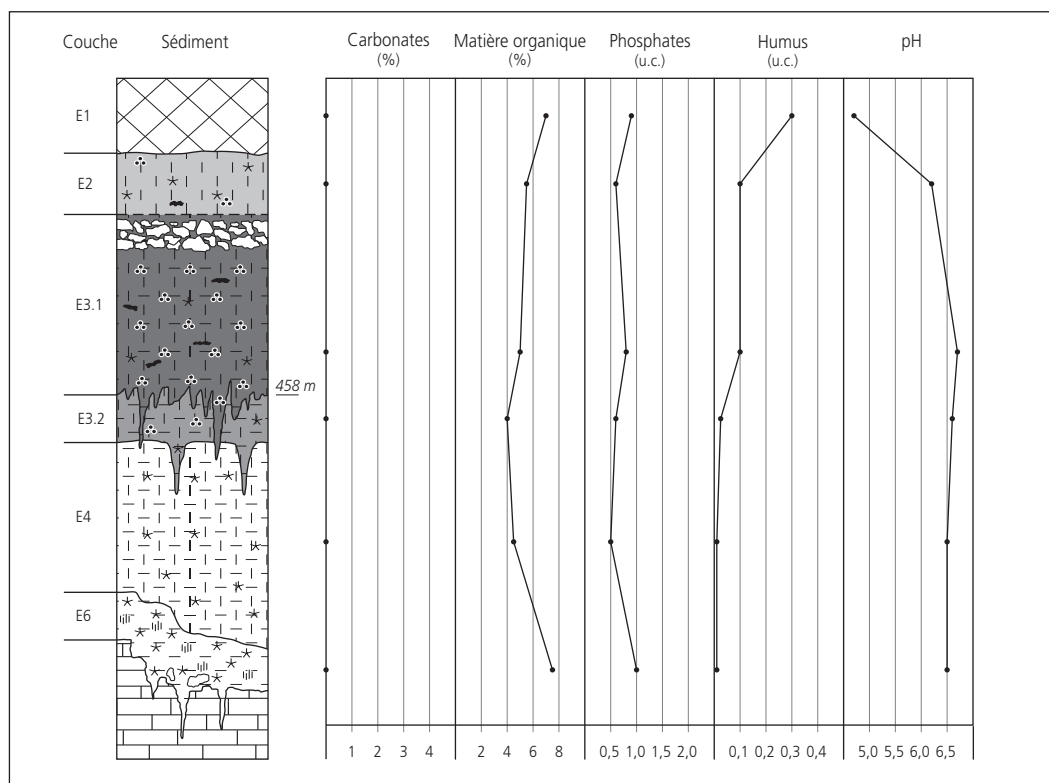 Couche Sédiment Carbonates Matière organique Phosphates Humus pH
(%) (%) (u.c.) (u.c.)
E1
E2
E3.1
458 m
E3.2
E4
E6
1 2 3 4 2 4 6 8 0,5 1,0 1,5 2,0 0,1 0,2 0,3 0,4 5,0 5,5 6,0 6,5